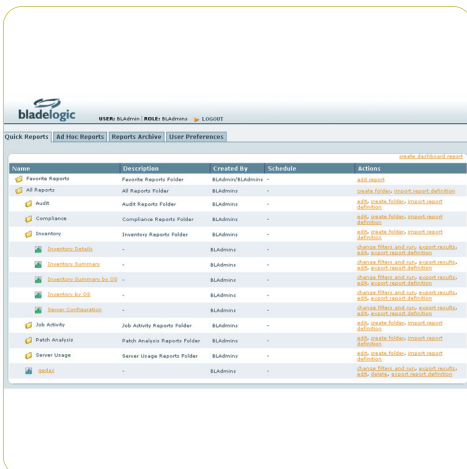 bladelogic
USER: BLAdmin | ROLE: BLAdmins LOGOUT
Quick Reports Ad Hoc Reports Reports Archive User Preferences
create dashboard report
Name Description Created By Schedule Actions
Favorite Reports Favorite Reports Folder BLAdmin/BLAdmins - add report
All Reports All Reports Folder BLAdmins - create folder, import report definition
Audit Audit Reports Folder BLAdmins - edit, create folder, import report
definition
Compliance Compliance Reports Folder BLAdmins - edit, create folder, import report
definition
Inventory Inventory Reports Folder BLAdmins - edit, create folder, import report
definition
Inventory Details - BLAdmins - change filters and run, export results,
edit, export report definition
Inventory Summary - BLAdmins - change filters and run, export results,
edit, export report definition
Inventory Summary by OS - BLAdmins - change filters and run, export results,
edit, export report definition
Inventory by OS - BLAdmins - change filters and run, export results,
edit, export report definition
Server Configuration - BLAdmins - change filters and run, export results,
edit, export report definition
Job Activity Job Activity Reports Folder BLAdmins - edit, create folder, import report
definition
Patch Analysis Patch Analysis Reports Folder BLAdmins - edit, create folder, import report
definition
Server Usage Server Usage Reports Folder BLAdmins - edit, create folder, import report
definition
- BLAdmins - change filters and run, export results,
edit, delete, export report definition